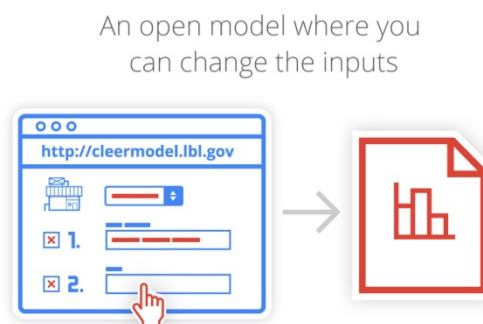 An open model where you
can change the inputs
http://cleermodel.lbl.gov
1.
2.